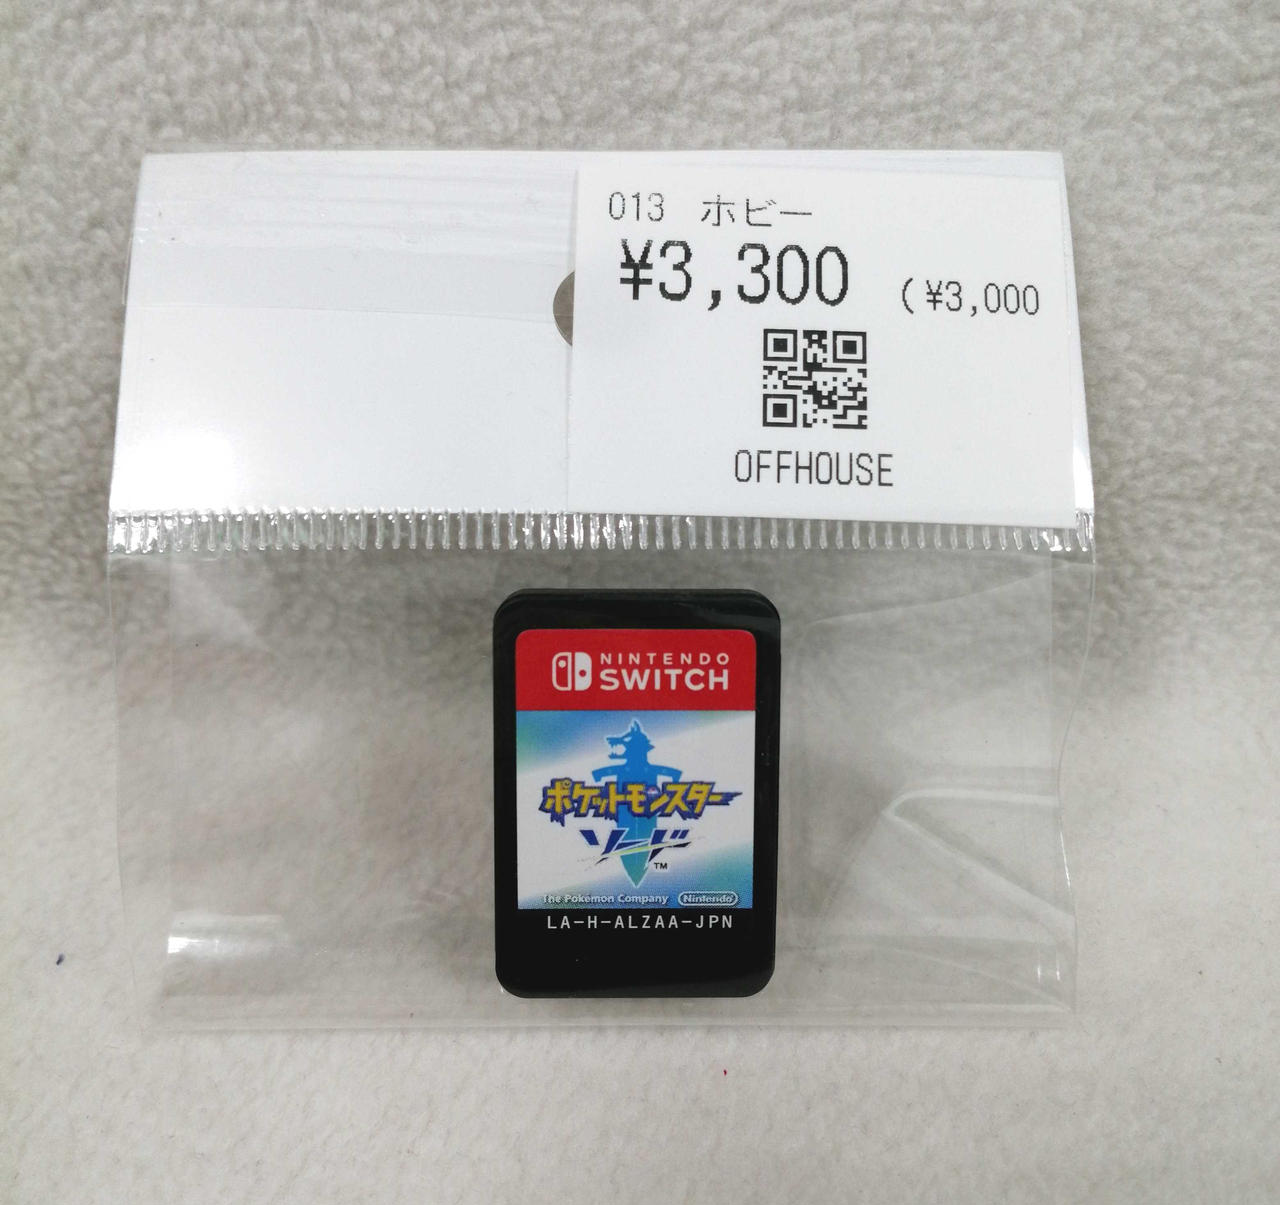 013 ホビー
¥3,300 (¥3,000
OFFHOUSE
NINTENDO
SWITCH
ポケットモンスター
ソード
TM
The Pokémon Company Nintendo
LA-H-ALZAA-JPN